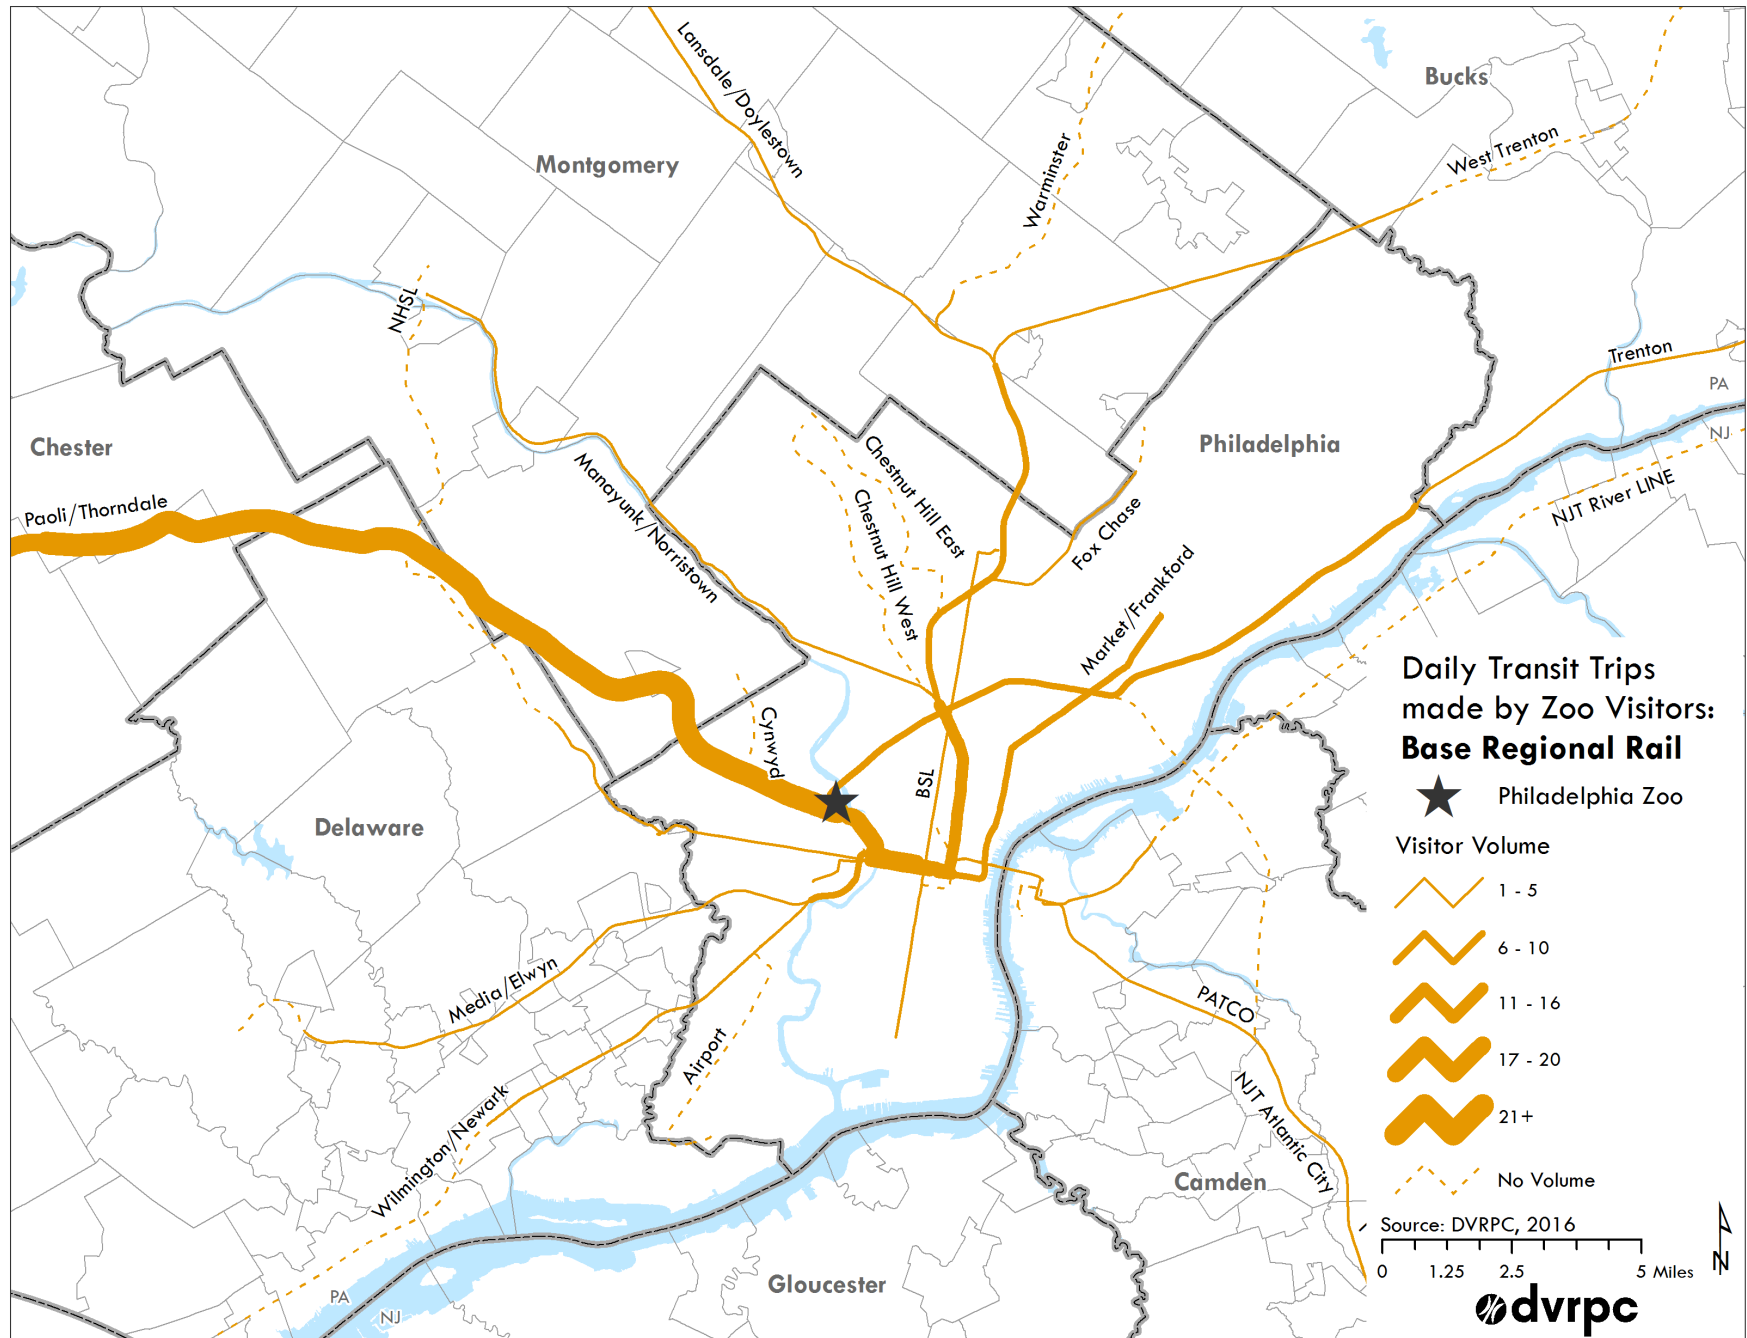 Lansdale/Doylestown
Bucks
Montgomery
Warminster
West Trenton
NHSL
Trenton
PA
NJ
Chester
Philadelphia
Paoli/Thorndale
Manayunk/Norristown
Chestnut Hill East
Chestnut Hill West
Fox Chase
NJT River LINE
Market/Frankford
Cynwyd
BSL
Delaware
Media/Elwyn
Airport
Wilmington/Newark
PATCO
NJT Atlantic City
Camden
Gloucester
PA
NJ
Daily Transit Trips
made by Zoo Visitors:
Base Regional Rail
Philadelphia Zoo
Visitor Volume
1 - 5
6 - 10
11 - 16
17 - 20
21+
No Volume
Source: DVRPC, 2016
0 1.25 2.5 5 Miles
N
dvrpc